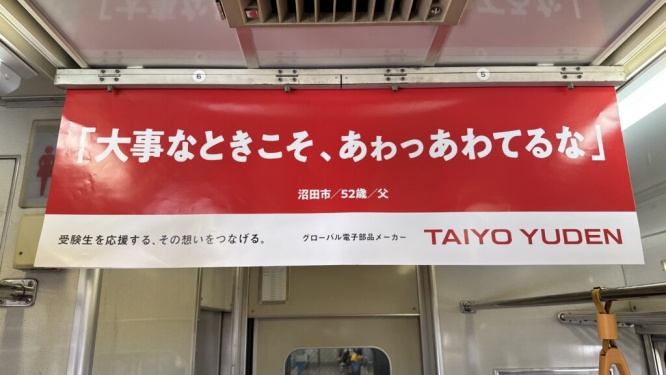 6
5
「大事なときこそ、あわっあわてるな」
沼田市／52歳／父
受験生を応援する、その想いをつなげる。
グローバル電子部品メーカー TAIYO YUDEN